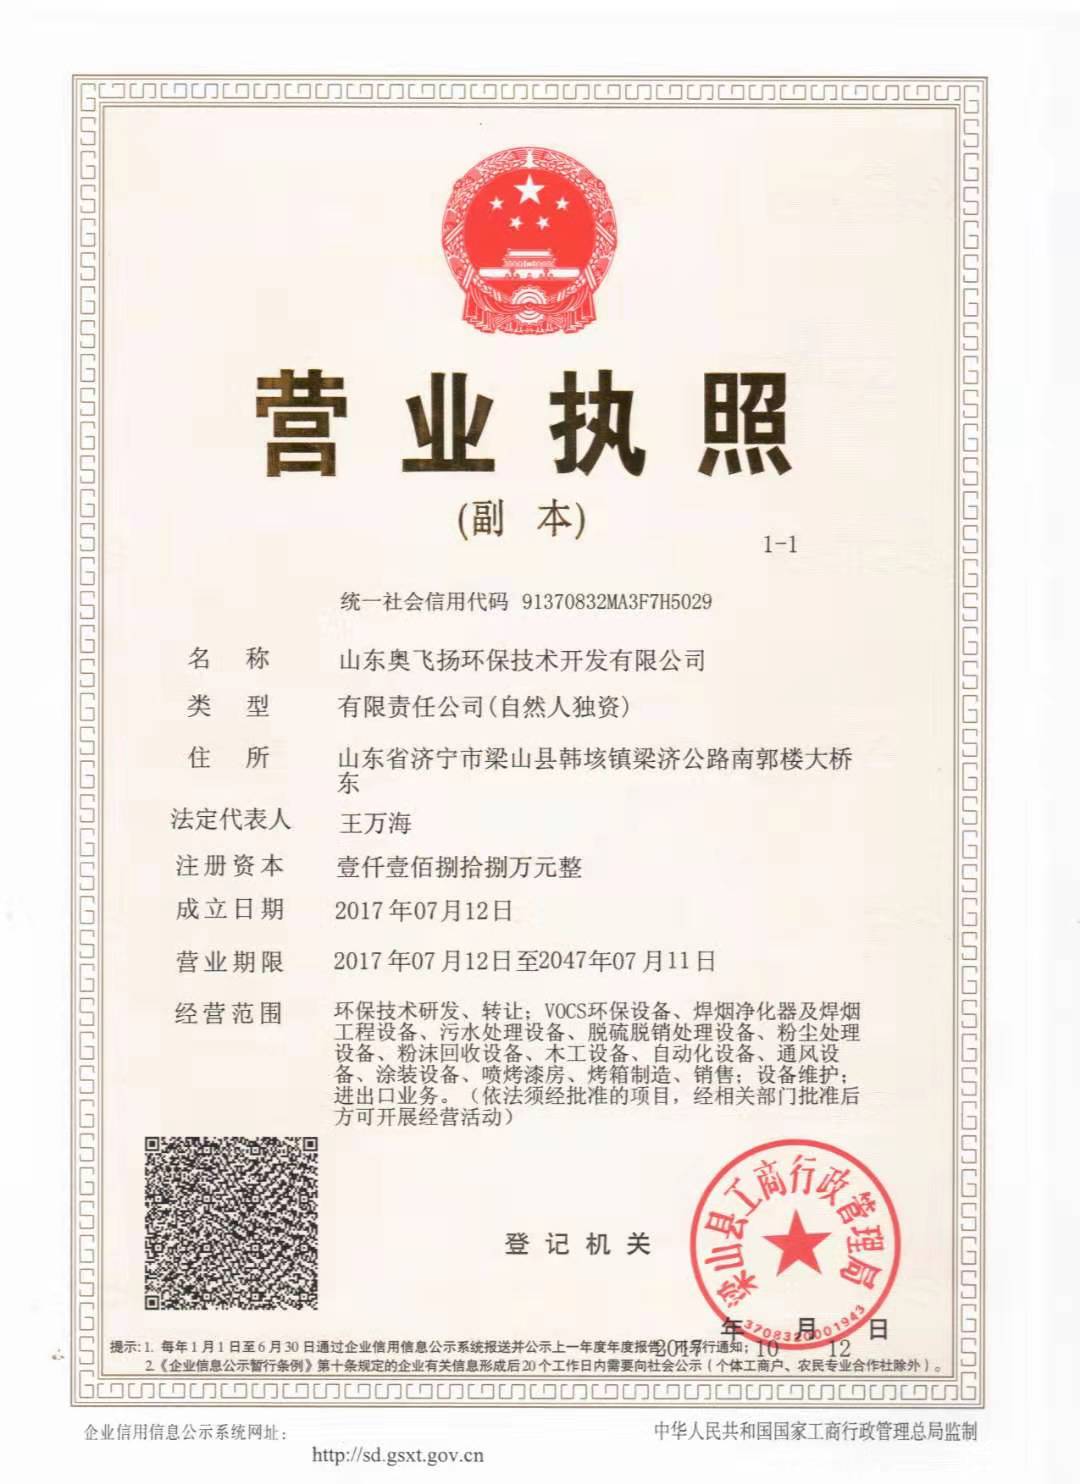 营业执照
(副 本)
1-1
统一社会信用代码 91370832MA3F7H5029
名 称 山东奥飞扬环保技术开发有限公司
类 型 有限责任公司(自然人独资)
住 所 山东省济宁市梁山县韩垓镇梁济公路南郭楼大桥
东
法定代表人 王万海
注册资本 壹仟壹佰捌拾捌万元整
成立日期 2017年07月12日
营业期限 2017年07月12日至2047年07月11日
经营范围 环保技术研发、转让；VOCS环保设备、焊烟净化器及焊烟
工程设备、污水处理设备、脱硫脱销处理设备、粉尘处理
设备、粉沫回收设备、木工设备、自动化设备、通风设
备、涂装设备、喷烤漆房、烤箱制造、销售；设备维护；
进出口业务。（依法须经批准的项目，经相关部门批准后
方可开展经营活动）
登记机关
梁山县工商行政管理局
3708320001943
年 月 日
2017 10 12
提示：1. 每年1月1日至6月30日通过企业信用信息公示系统报送并公示上一年度年度报告，不另行通知；
2.《企业信息公示暂行条例》第十条规定的企业有关信息形成后20个工作日内需要向社会公示（个体工商户、农民专业合作社除外）。
企业信用信息公示系统网址：
http://sd.gsxt.gov.cn
中华人民共和国国家工商行政管理总局监制